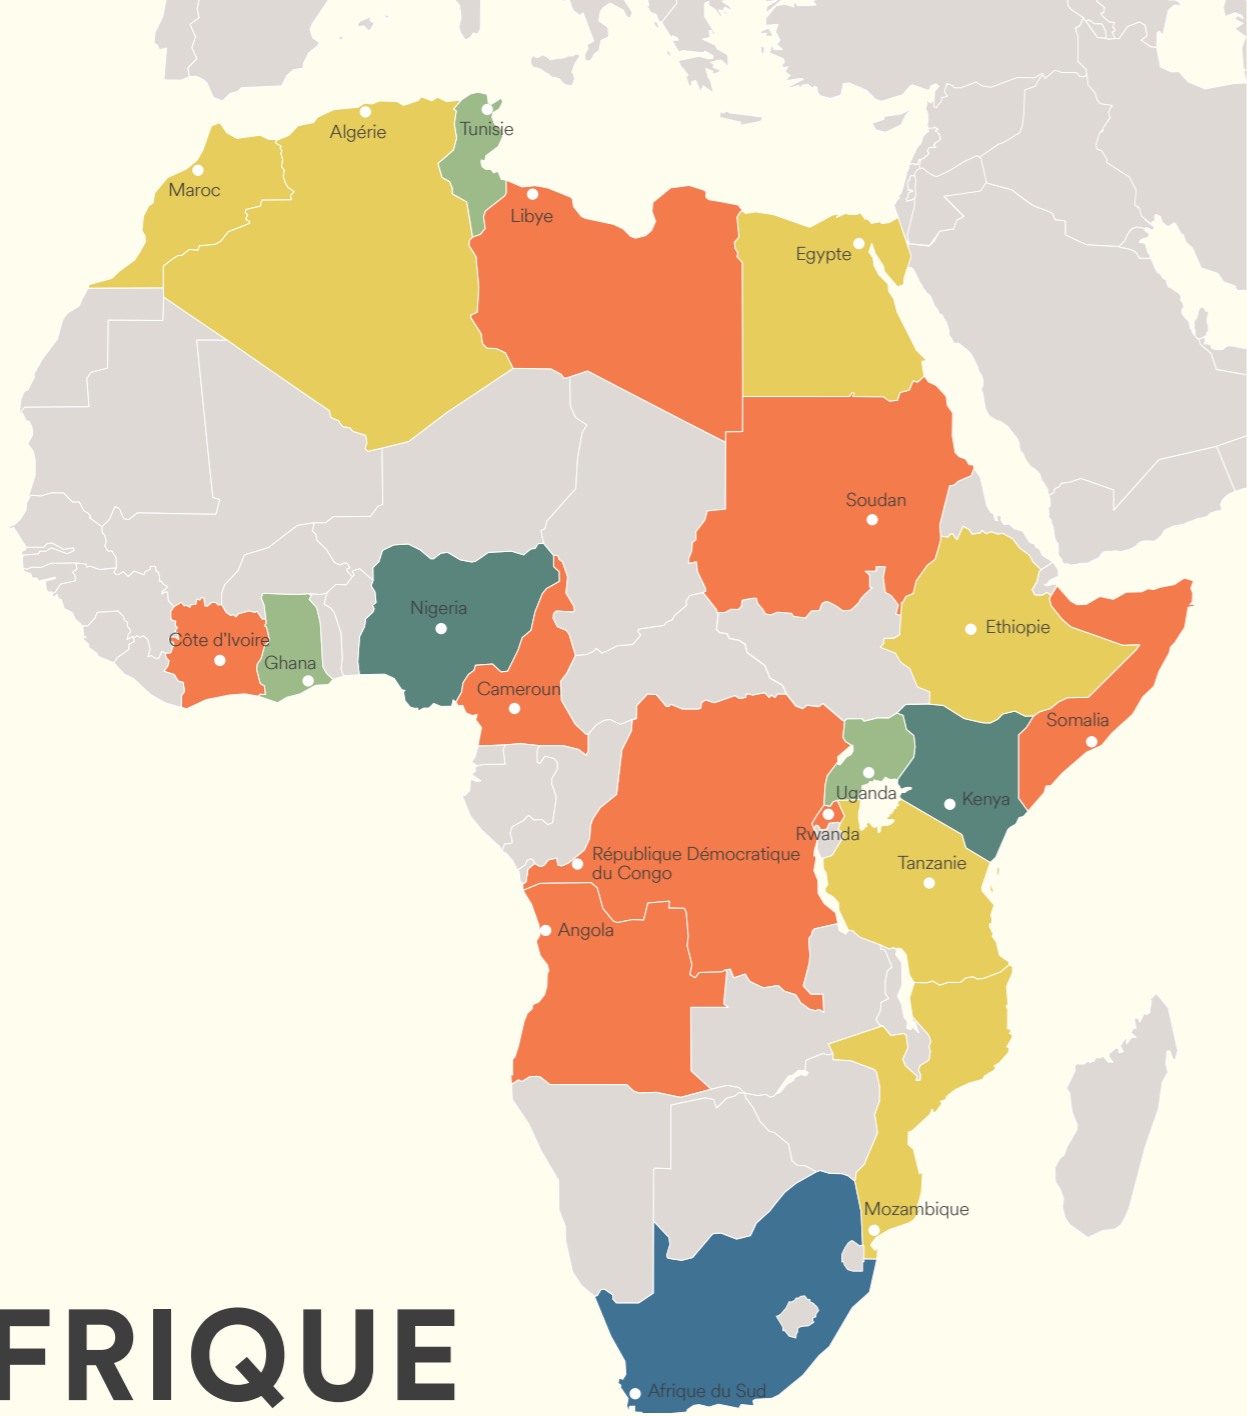 Tunisie
Algérie
Maroc
Libye
Egypte
Soudan
Nigeria
Ethiopie
Côte d'Ivoire
Ghana
Cameroun
Somalia
Uganda
Kenya
Rwanda
République Démocratique
du Congo
Tanzanie
Angola
Mozambique
FRIQUE
Afrique du Sud